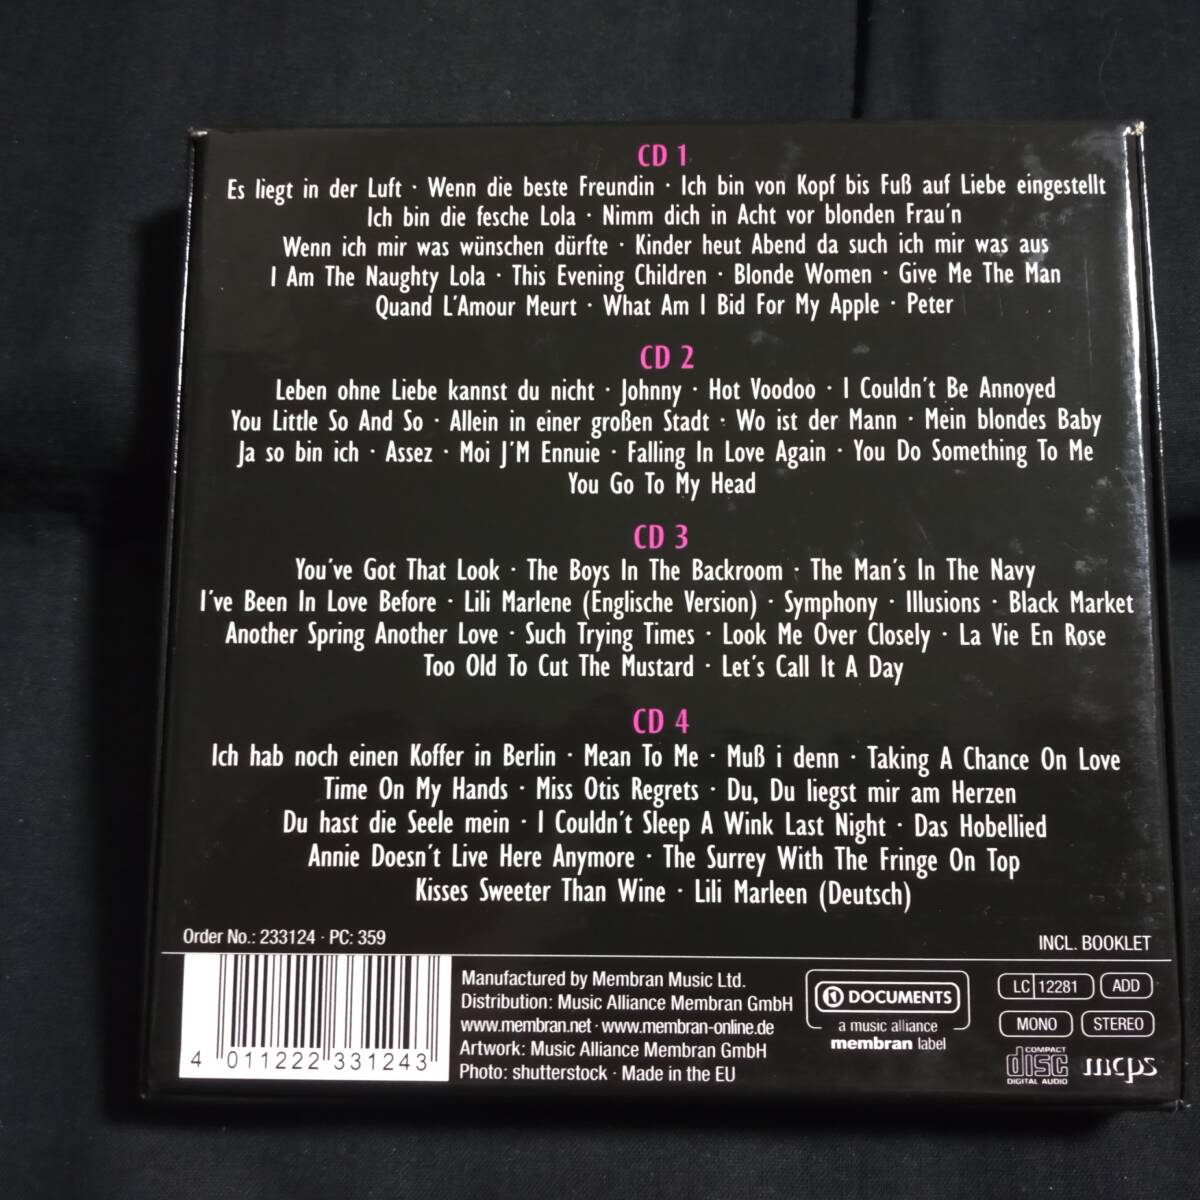 CD 1
Es liegt in der Luft · Wenn die beste Freundin · Ich bin von Kopf bis Fuß auf Liebe eingestellt
Ich bin die fesche Lola · Nimm dich in Acht vor blonden Frau'n
Wenn ich mir was wünschen dürfte · Kinder heut Abend da such ich mir was aus
I Am The Naughty Lola · This Evening Children · Blonde Women · Give Me The Man
Quand L'Amour Meurt · What Am I Bid For My Apple · Peter
CD 2
Leben ohne Liebe kannst du nicht · Johnny · Hot Voodoo · I Couldn't Be Annoyed
You Little So And So · Allein in einer großen Stadt · Wo ist der Mann · Mein blondes Baby
Ja so bin ich · Assez · Moi J'M Ennuie · Falling In Love Again · You Do Something To Me
You Go To My Head
CD 3
You've Got That Look · The Boys In The Backroom · The Man's In The Navy
I've Been In Love Before · Lili Marlene (Englische Version) · Symphony · Illusions · Black Market
Another Spring Another Love · Such Trying Times · Look Me Over Closely · La Vie En Rose
Too Old To Cut The Mustard · Let's Call It A Day
CD 4
Ich hab noch einen Koffer in Berlin · Mean To Me · Muß i denn · Taking A Chance On Love
Time On My Hands · Miss Otis Regrets · Du, Du liegst mir am Herzen
Du hast die Seele mein · I Couldn't Sleep A Wink Last Night · Das Hobellied
Annie Doesn't Live Here Anymore · The Surrey With The Fringe On Top
Kisses Sweeter Than Wine · Lili Marleen (Deutsch)
Order No.: 233124 · PC: 359
INCL. BOOKLET
4 011222 331243
Manufactured by Membran Music Ltd.
Distribution: Music Alliance Membran GmbH
www.membran.net · www.membran-online.de
Artwork: Music Alliance Membran GmbH
Photo: shutterstock · Made in the EU
1 DOCUMENTS
a music alliance
membran label
LC 12281
ADD
MONO
STEREO
COMPACT
disc
DIGITAL AUDIO
mcps